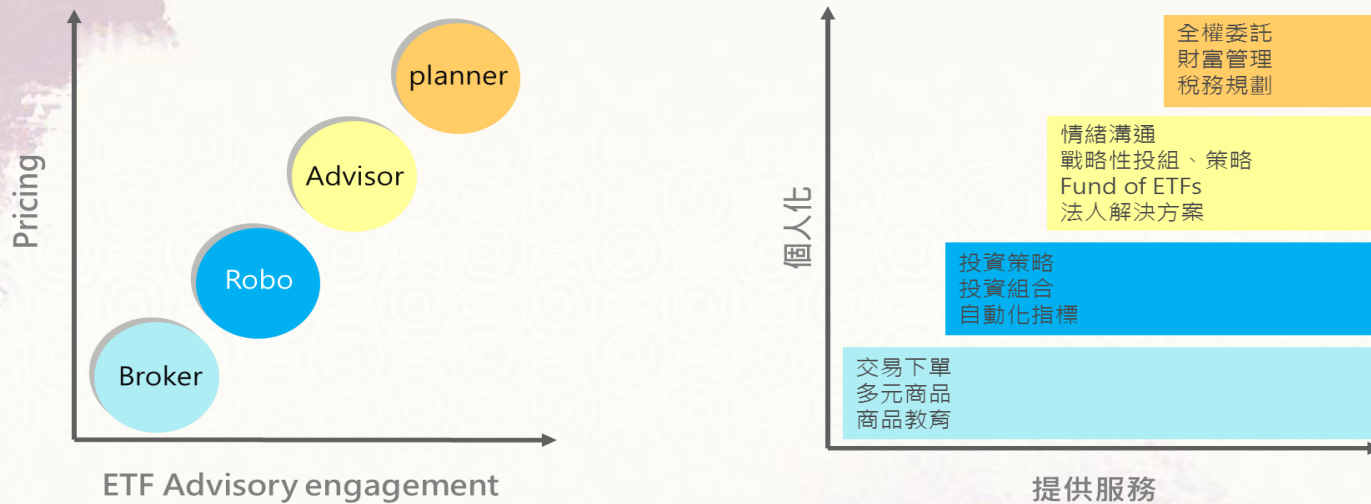 Pricing
planner
Advisor
Robo
Broker
ETF Advisory engagement
個人化
全權委託
財富管理
稅務規劃
情緒溝通
戰略性投組、策略
Fund of ETFs
法人解決方案
投資策略
投資組合
自動化指標
交易下單
多元商品
商品教育
提供服務